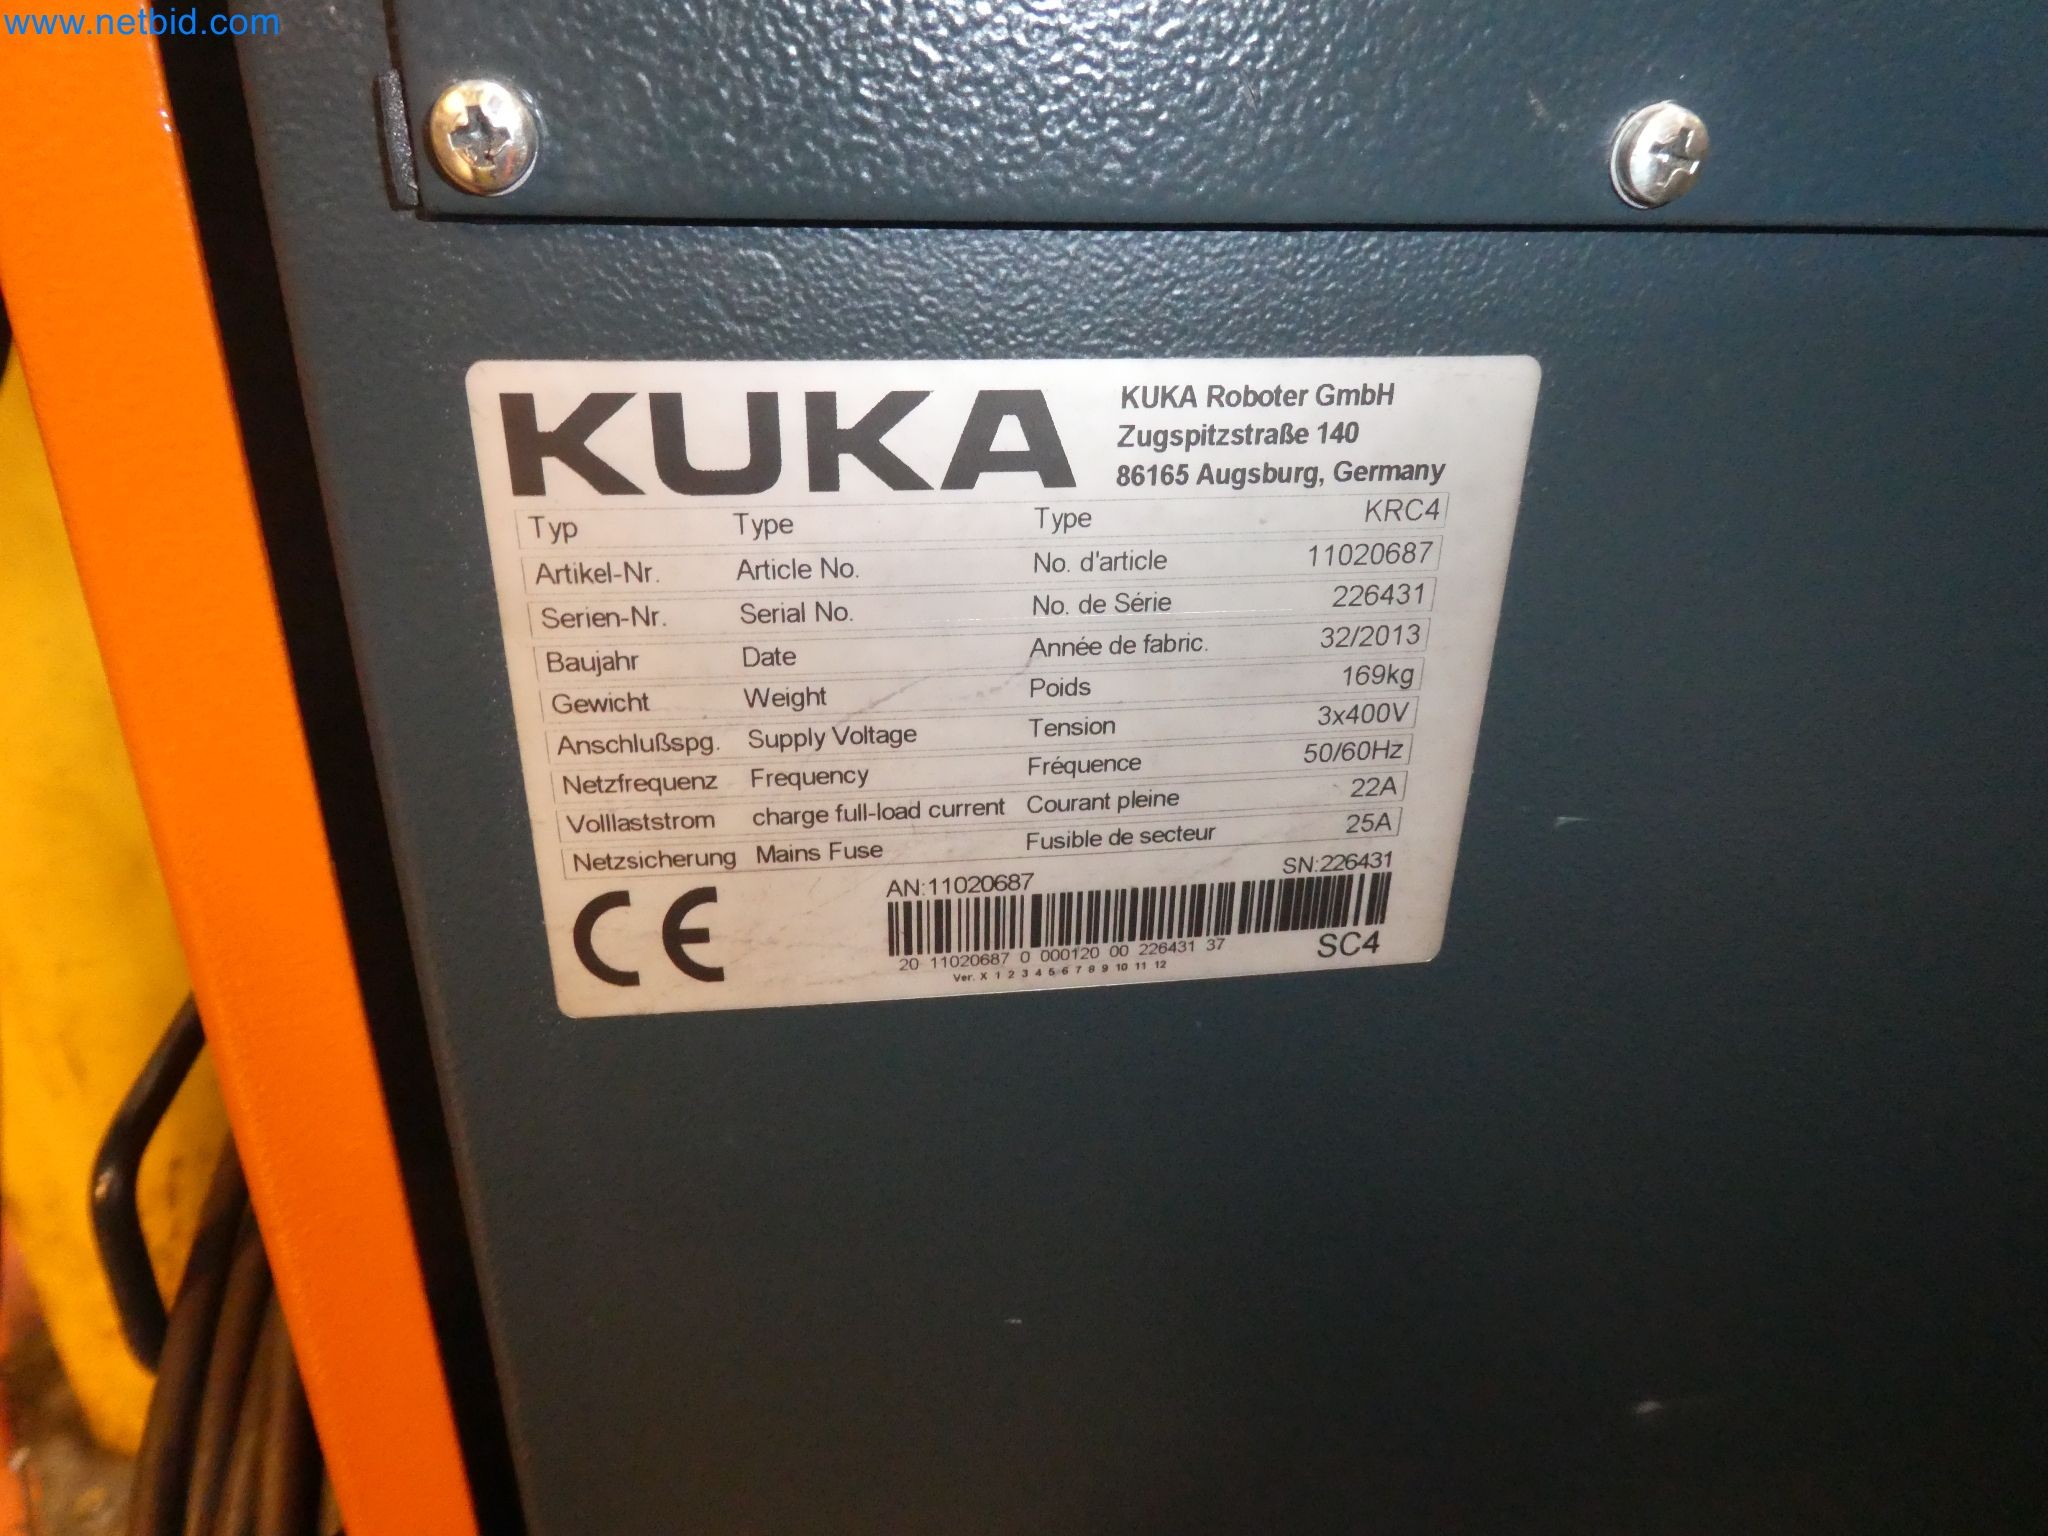 www.netbid.com
KUKA
KUKA Roboter GmbH
Zugspitzstraße 140
86165 Augsburg, Germany
Typ Type Type KRC4
Artikel-Nr. Article No. No. d'article 11020687
Serien-Nr. Serial No. No. de Série 226431
Baujahr Date Année de fabric. 32/2013
Gewicht Weight Poids 169kg
Anschlußspg. Supply Voltage Tension 3x400V
Netzfrequenz Frequency Fréquence 50/60Hz
Volllaststrom charge full-load current Courant pleine 22A
Netzsicherung Mains Fuse Fusible de secteur 25A
CE
AN:11020687 SN:226431
20 11020687 0 000120 00 226431 37
SC4
Ver. X 1 2 3 4 5 6 7 8 9 10 11 12